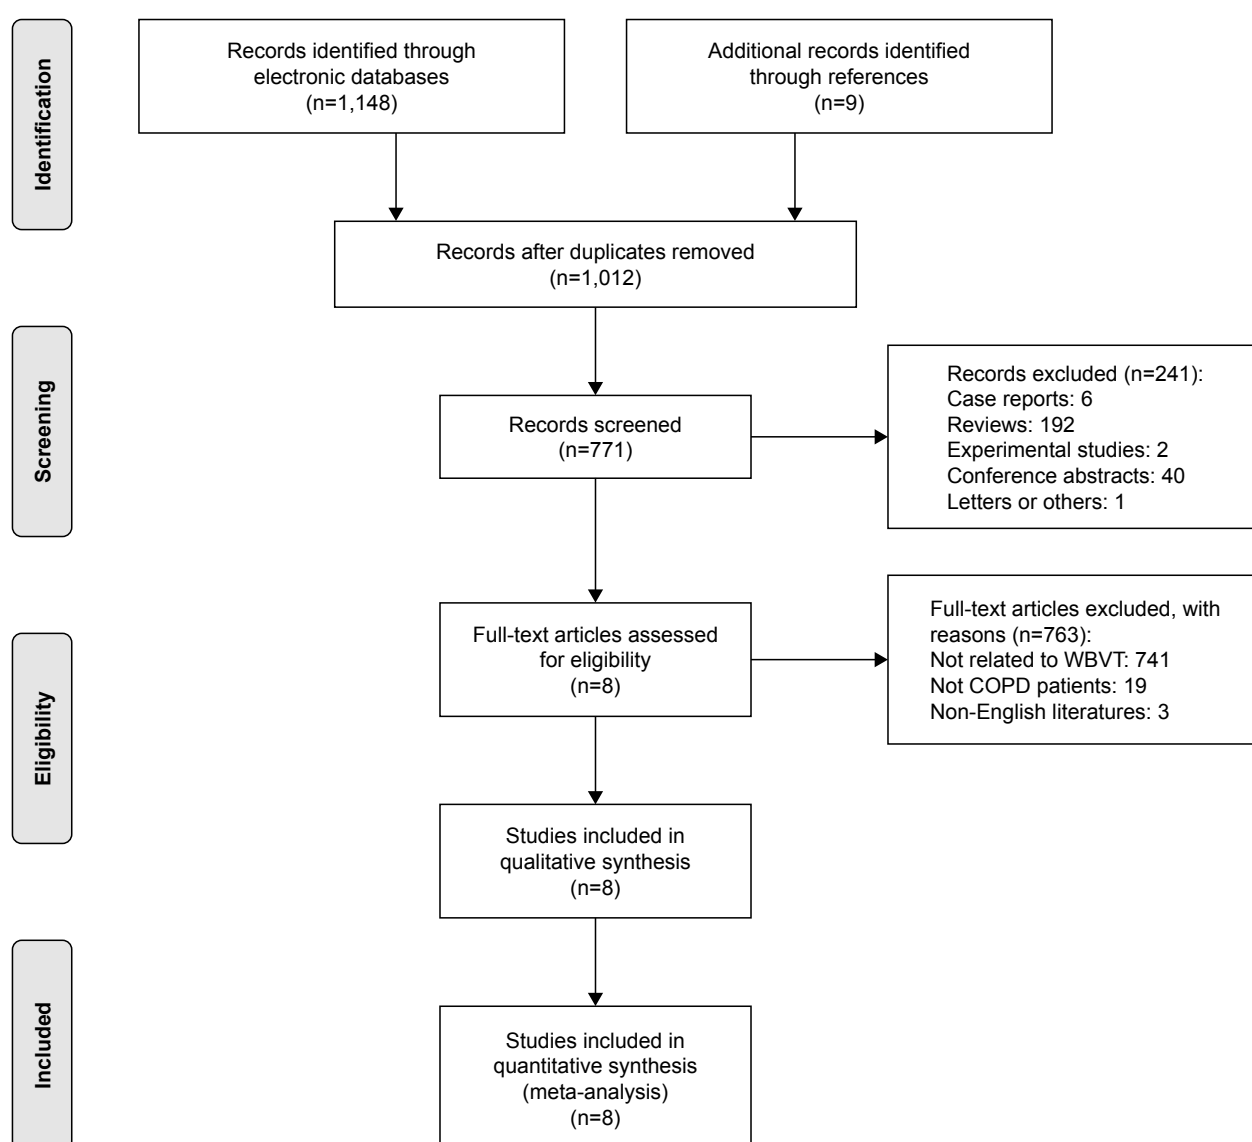 Identification
Records identified through
electronic databases
(n=1,148)
Additional records identified
through references
(n=9)
Records after duplicates removed
(n=1,012)
Screening
Records screened
(n=771)
Records excluded (n=241):
Case reports: 6
Reviews: 192
Experimental studies: 2
Conference abstracts: 40
Letters or others: 1
Eligibility
Full-text articles assessed
for eligibility
(n=8)
Full-text articles excluded, with
reasons (n=763):
Not related to WBVT: 741
Not COPD patients: 19
Non-English literatures: 3
Studies included in
qualitative synthesis
(n=8)
Included
Studies included in
quantitative synthesis
(meta-analysis)
(n=8)